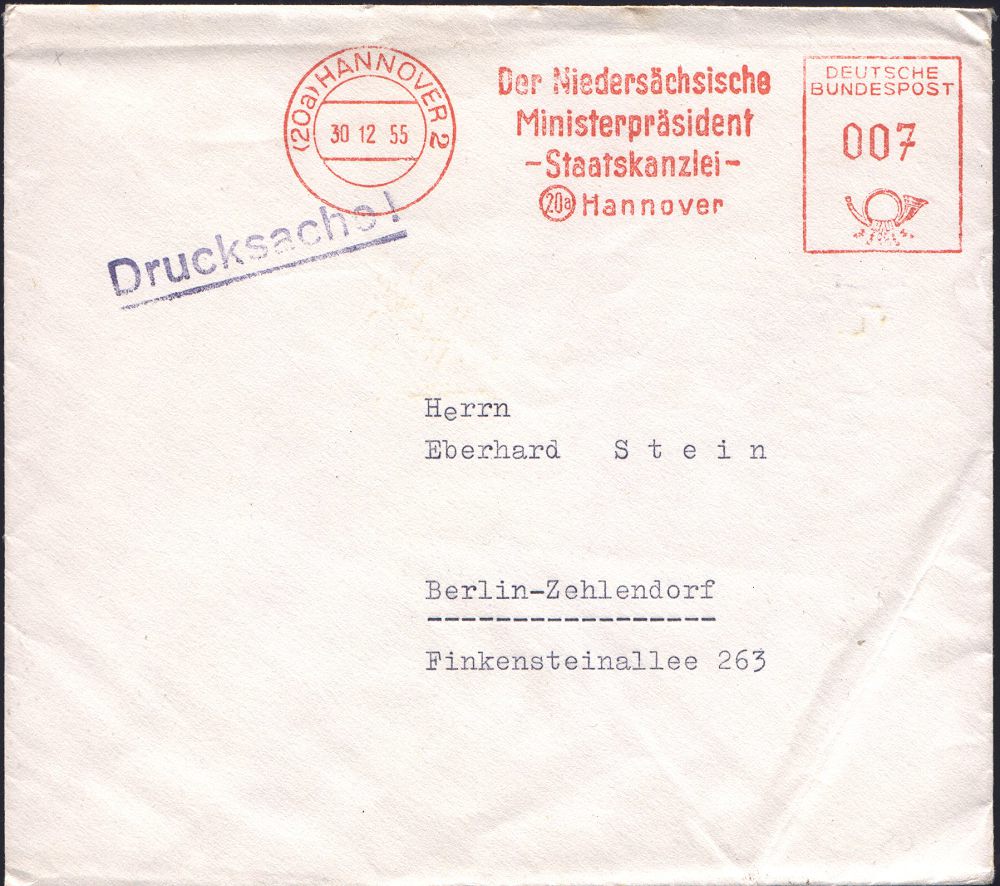 (20a) HANNOVER 2
30 12 55
Der Niedersächsische
Ministerpräsident
-Staatskanzlei-
20a Hannover
DEUTSCHE
BUNDESPOST
007
Drucksache!
Herrn
Eberhard S t e i n
Berlin-Zehlendorf
-----------------
Finkensteinallee 263